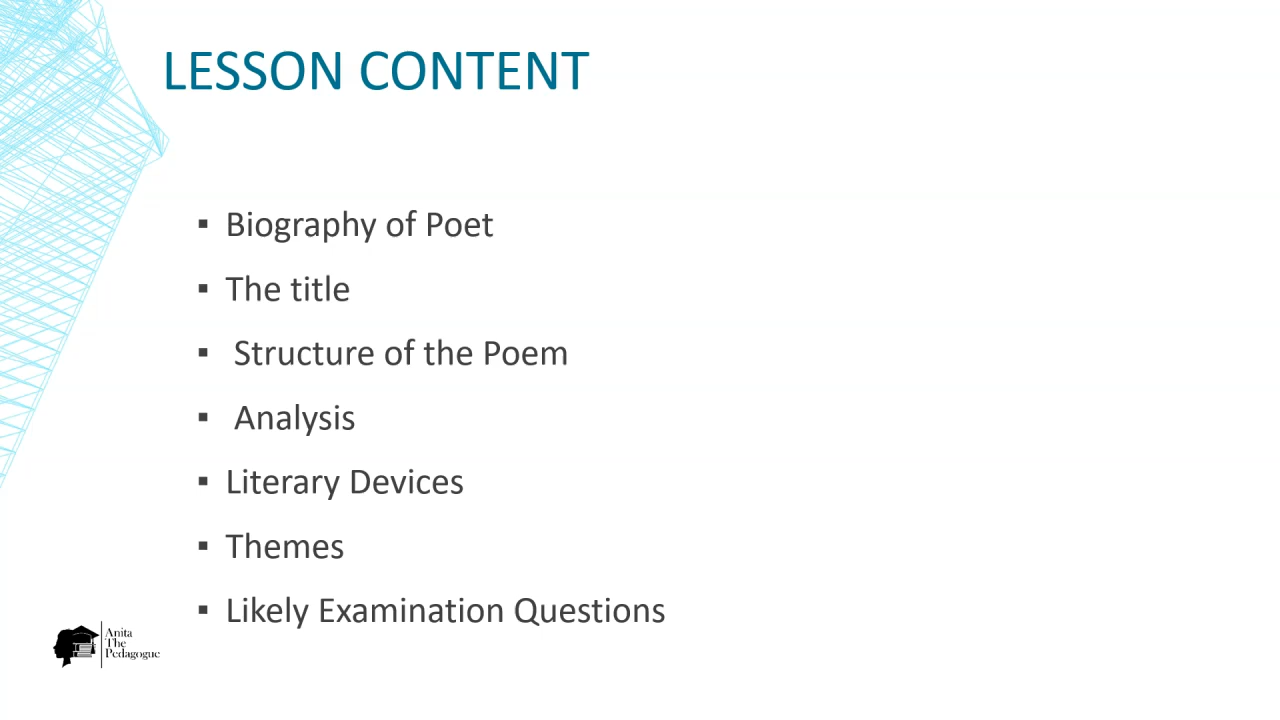 LESSON CONTENT
▪ Biography of Poet
▪ The title
▪ Structure of the Poem
▪ Analysis
▪ Literary Devices
▪ Themes
▪ Likely Examination Questions
Anita
The
Pedagogue